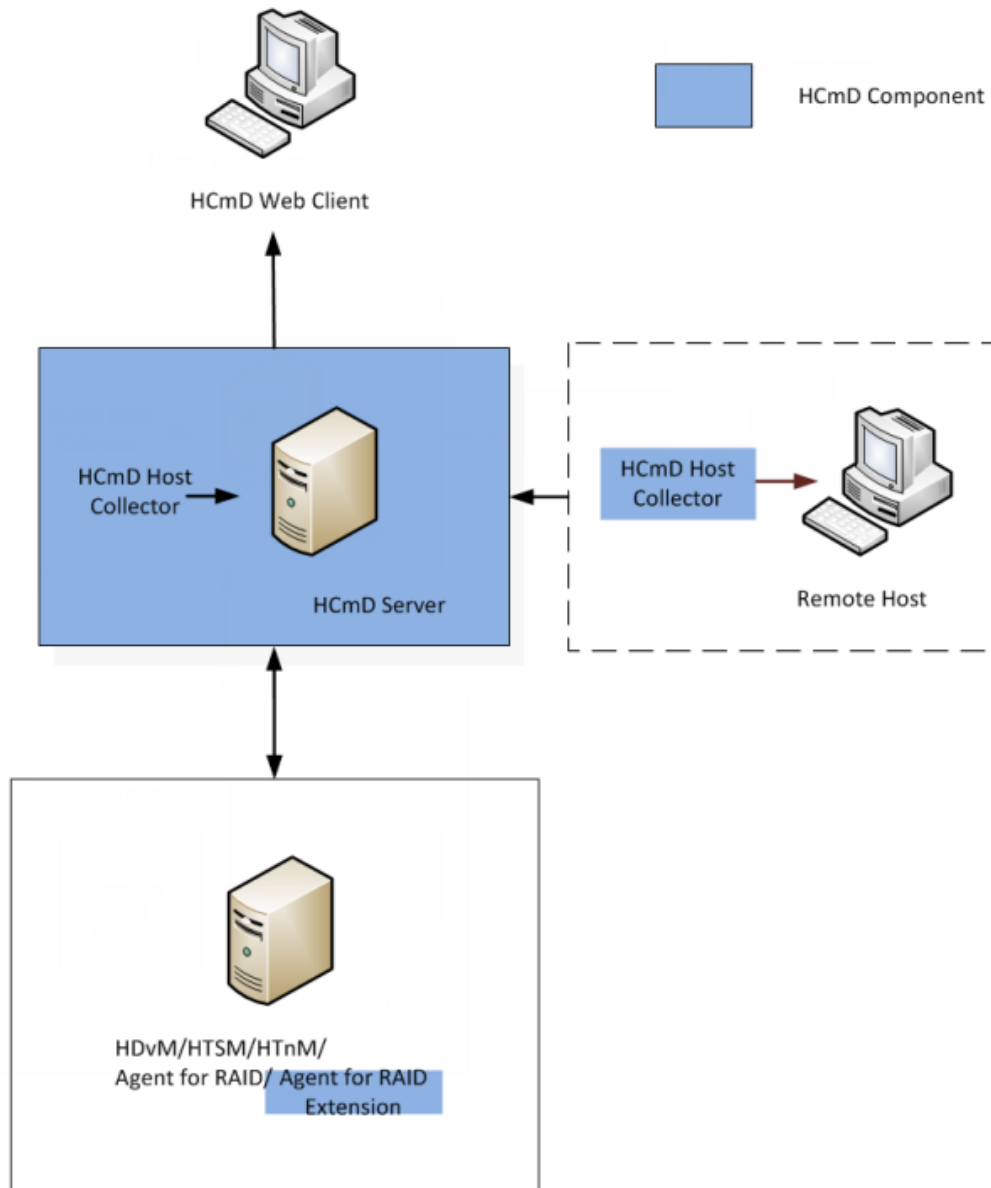 HCmD Component
HCmD Web Client
HCmD Host
Collector
HCmD Server
HCmD Host
Collector
Remote Host
HDvM/HTSM/HTnM/
Agent for RAID/ Agent for RAID
Extension